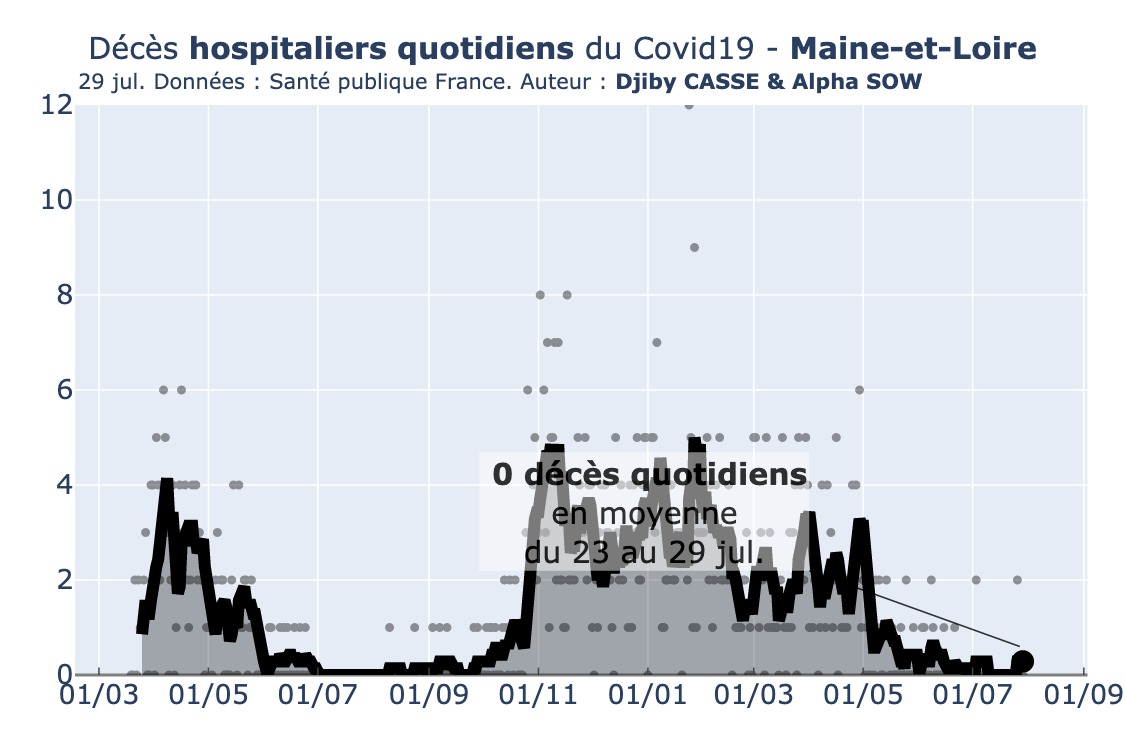 Décès hospitaliers quotidiens du Covid19 - Maine-et-Loire
29 jul. Données : Santé publique France. Auteur : Djiby CASSE & Alpha SOW
12
10
8
6
4
2
0
0 décès quotidiens
en moyenne
du 23 au 29 jul.
01/03 01/05 01/07 01/09 01/11 01/01 01/03 01/05 01/07 01/09